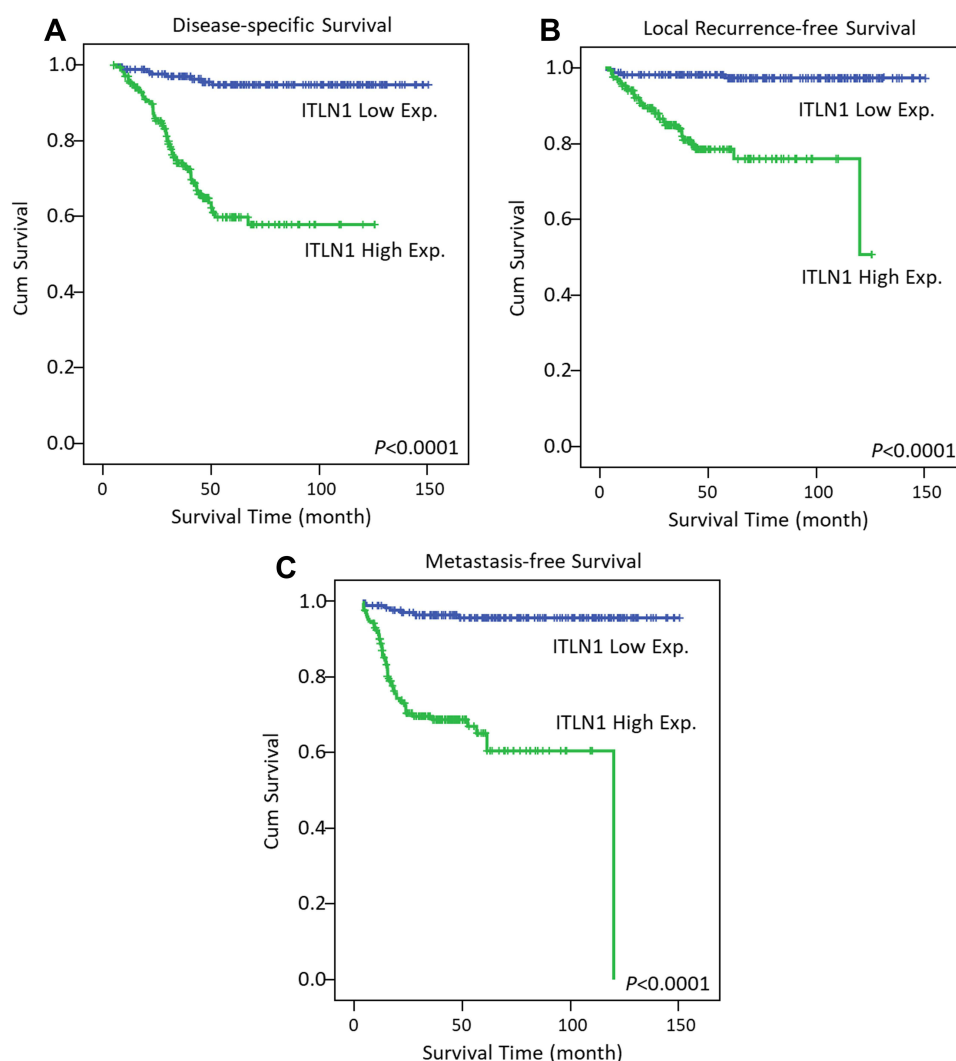 A
Disease-specific Survival
1.0
0.8
0.6
0.4
0.2
0.0
Cum Survival
ITLN1 Low Exp.
ITLN1 High Exp.
P<0.0001
0 50 100 150
Survival Time (month)
B
Local Recurrence-free Survival
1.0
0.8
0.6
0.4
0.2
0.0
Cum Survival
ITLN1 Low Exp.
ITLN1 High Exp.
P<0.0001
0 50 100 150
Survival Time (month)
C
Metastasis-free Survival
1.0
0.8
0.6
0.4
0.2
0.0
Cum Survival
ITLN1 Low Exp.
ITLN1 High Exp.
P<0.0001
0 50 100 150
Survival Time (month)